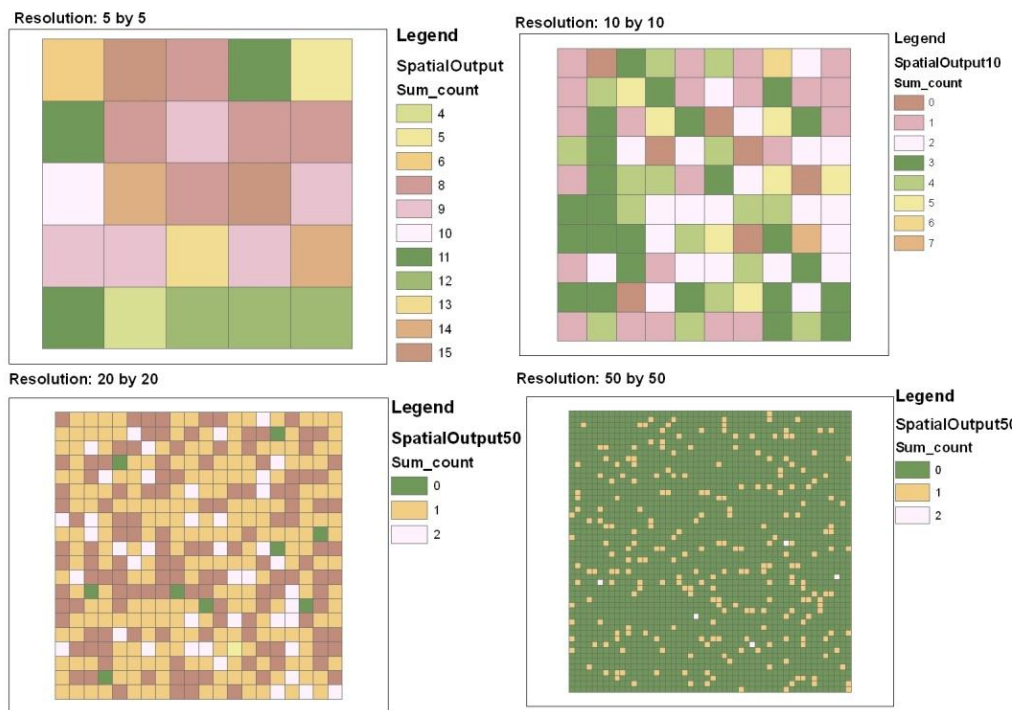 Resolution: 5 by 5
Legend
SpatialOutput
Sum_count
4
5
6
8
9
10
11
12
13
14
15
Resolution: 10 by 10
Legend
SpatialOutput10
Sum_count
0
1
2
3
4
5
6
7
Resolution: 20 by 20
Legend
SpatialOutput50
Sum_count
0
1
2
Resolution: 50 by 50
Legend
SpatialOutput50
Sum_count
0
1
2